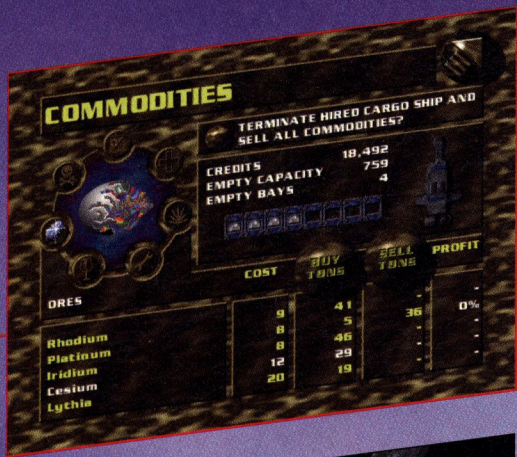 COMMODITIES
TERMINATE HIRED CARGO SHIP AND
SELL ALL COMMODITIES?
CREDITS 18,492
EMPTY CAPACITY 759
EMPTY BAYS 4
COST BUY TONS SELL TONS PROFIT
ORES
Rhodium 9 41 - -
Platinum 8 5 36 0%
Iridium 8 46 - -
Cesium 12 29 - -
Lythia 20 19 - -